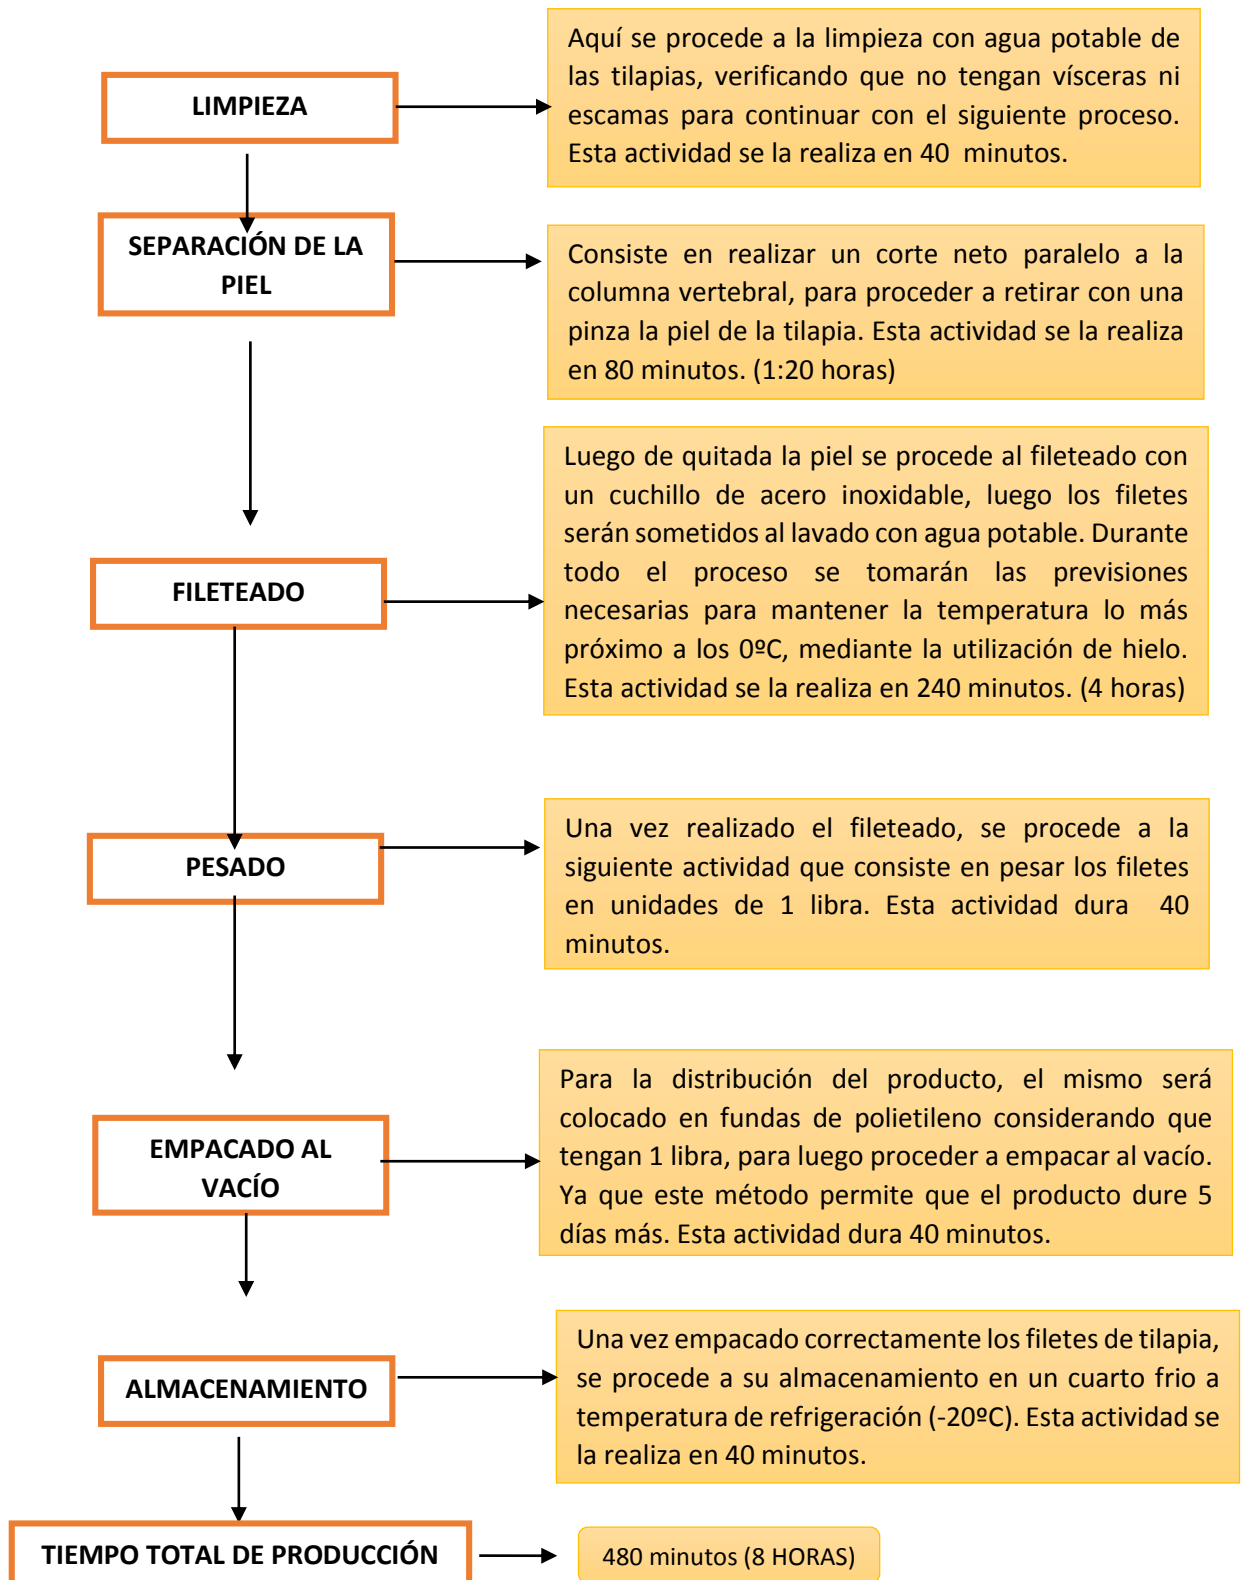 LIMPIEZA
Aquí se procede a la limpieza con agua potable de
las tilapias, verificando que no tengan vísceras ni
escamas para continuar con el siguiente proceso.
Esta actividad se la realiza en 40 minutos.
SEPARACIÓN DE LA
PIEL
Consiste en realizar un corte neto paralelo a la
columna vertebral, para proceder a retirar con una
pinza la piel de la tilapia. Esta actividad se la realiza
en 80 minutos. (1:20 horas)
FILETEADO
Luego de quitada la piel se procede al fileteado con
un cuchillo de acero inoxidable, luego los filetes
serán sometidos al lavado con agua potable. Durante
todo el proceso se tomarán las previsiones
necesarias para mantener la temperatura lo más
próximo a los 0ºC, mediante la utilización de hielo.
Esta actividad se la realiza en 240 minutos. (4 horas)
PESADO
Una vez realizado el fileteado, se procede a la
siguiente actividad que consiste en pesar los filetes
en unidades de 1 libra. Esta actividad dura 40
minutos.
EMPACADO AL
VACÍO
Para la distribución del producto, el mismo será
colocado en fundas de polietileno considerando que
tengan 1 libra, para luego proceder a empacar al vacío.
Ya que este método permite que el producto dure 5
días más. Esta actividad dura 40 minutos.
ALMACENAMIENTO
Una vez empacado correctamente los filetes de tilapia,
se procede a su almacenamiento en un cuarto frio a
temperatura de refrigeración (-20ºC). Esta actividad se
la realiza en 40 minutos.
TIEMPO TOTAL DE PRODUCCIÓN
480 minutos (8 HORAS)